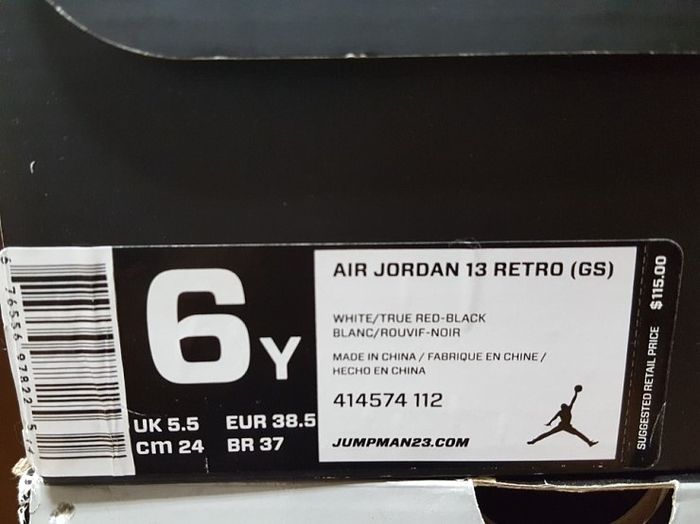 6 Y
UK 5.5 EUR 38.5
cm 24 BR 37
AIR JORDAN 13 RETRO (GS)
WHITE/TRUE RED-BLACK
BLANC/ROUVIF-NOIR
MADE IN CHINA / FABRIQUE EN CHINE /
HECHO EN CHINA
414574 112
JUMPMAN23.COM
SUGGESTED RETAIL PRICE $115.00